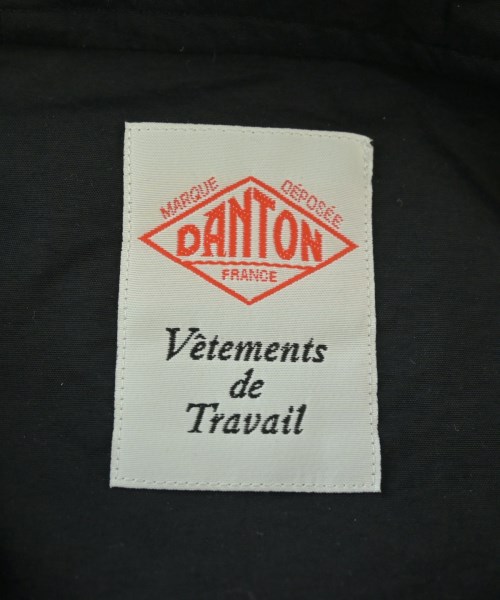 MARQUE DÉPOSÉE
DANTON
FRANCE
Vêtements
de
Travail